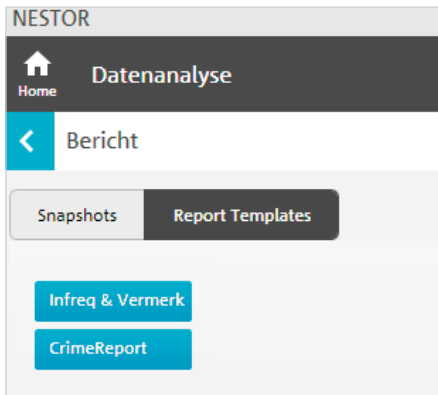 NESTOR
Home
Datenanalyse
Bericht
Snapshots
Report Templates
Infreq & Vermerk
CrimeReport